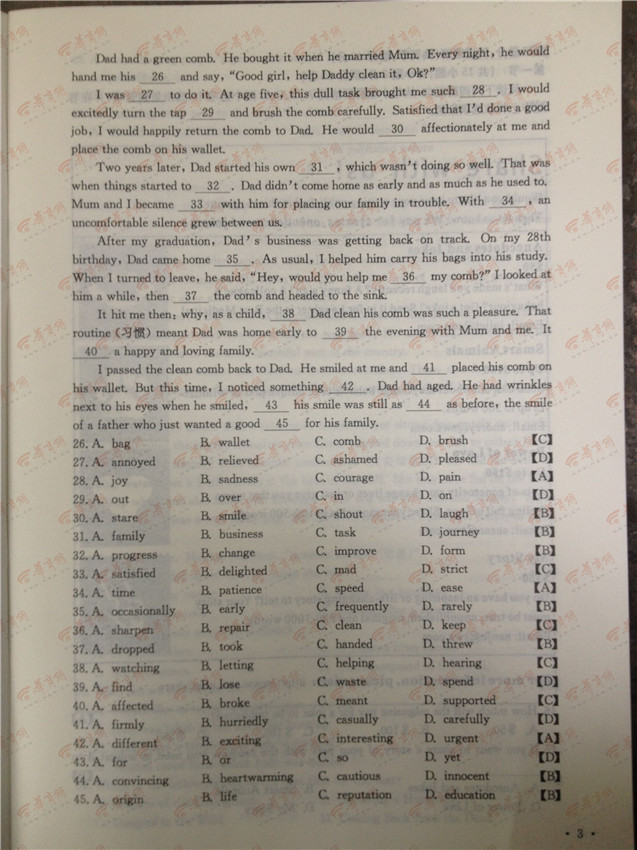 Dad had a green comb. He bought it when he married Mum. Every night, he would
hand me his 26 and say, "Good girl, help Daddy clean it, Ok?"
I was 27 to do it. At age five, this dull task brought me such 28 . I would
excitedly turn the tap 29 and brush the comb carefully. Satisfied that I'd done a good
job, I would happily return the comb to Dad. He would 30 affectionately at me and
place the comb on his wallet.
Two years later, Dad started his own 31 , which wasn't doing so well. That was
when things started to 32 . Dad didn't come home as early and as much as he used to.
Mum and I became 33 with him for placing our family in trouble. With 34 , an
uncomfortable silence grew between us.
After my graduation, Dad's business was getting back on track. On my 28th
birthday, Dad came home 35 . As usual, I helped him carry his bags into his study.
When I turned to leave, he said, "Hey, would you help me 36 my comb?" I looked at
him a while, then 37 the comb and headed to the sink.
It hit me then: why, as a child, 38 Dad clean his comb was such a pleasure. That
routine (习惯) meant Dad was home early to 39 the evening with Mum and me. It
40 a happy and loving family.
I passed the clean comb back to Dad. He smiled at me and 41 placed his comb on
his wallet. But this time, I noticed something 42 . Dad had aged. He had wrinkles
next to his eyes when he smiled, 43 his smile was still as 44 as before, the smile
of a father who just wanted a good 45 for his family.
26. A. bag B. wallet C. comb D. brush 【C】
27. A. annoyed B. relieved C. ashamed D. pleased 【D】
28. A. joy B. sadness C. courage D. pain 【A】
29. A. out B. over C. in D. on 【D】
30. A. stare B. smile C. shout D. laugh 【B】
31. A. family B. business C. task D. journey 【B】
32. A. progress B. change C. improve D. form 【B】
33. A. satisfied B. delighted C. mad D. strict 【C】
34. A. time B. patience C. speed D. ease 【A】
35. A. occasionally B. early C. frequently D. rarely 【B】
36. A. sharpen B. repair C. clean D. keep 【C】
37. A. dropped B. took C. handed D. threw 【B】
38. A. watching B. letting C. helping D. hearing 【C】
39. A. find B. lose C. waste D. spend 【D】
40. A. affected B. broke C. meant D. supported 【C】
41. A. firmly B. hurriedly C. casually D. carefully 【D】
42. A. different B. exciting C. interesting D. urgent 【A】
43. A. for B. or C. so D. yet 【D】
44. A. convincing B. heartwarming C. cautious D. innocent 【B】
45. A. origin B. life C. reputation D. education 【B】
· 3 ·